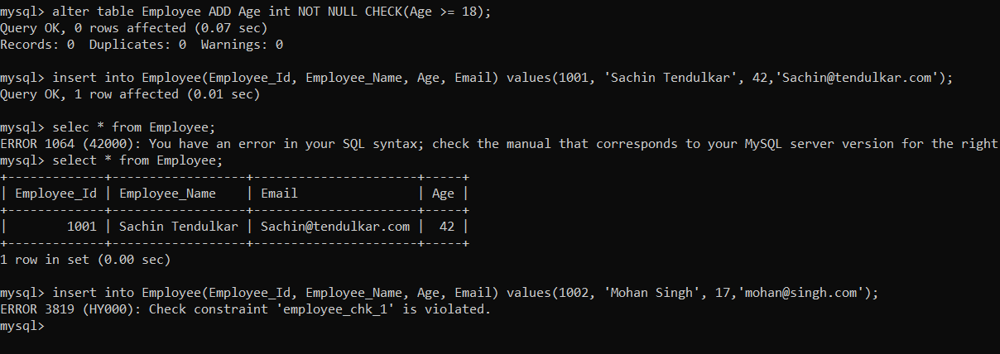 mysql> alter table Employee ADD Age int NOT NULL CHECK(Age >= 18);
Query OK, 0 rows affected (0.07 sec)
Records: 0  Duplicates: 0  Warnings: 0
mysql> insert into Employee(Employee_Id, Employee_Name, Age, Email) values(1001, 'Sachin Tendulkar', 42,'Sachin@tendulkar.com');
Query OK, 1 row affected (0.01 sec)
mysql> selec * from Employee;
ERROR 1064 (42000): You have an error in your SQL syntax; check the manual that corresponds to your MySQL server version for the right
mysql> select * from Employee;
+-------------+------------------+----------------------+-----+
| Employee_Id | Employee_Name    | Email                | Age |
+-------------+------------------+----------------------+-----+
|        1001 | Sachin Tendulkar | Sachin@tendulkar.com |  42 |
+-------------+------------------+----------------------+-----+
1 row in set (0.00 sec)
mysql> insert into Employee(Employee_Id, Employee_Name, Age, Email) values(1002, 'Mohan Singh', 17,'mohan@singh.com');
ERROR 3819 (HY000): Check constraint 'employee_chk_1' is violated.
mysql>